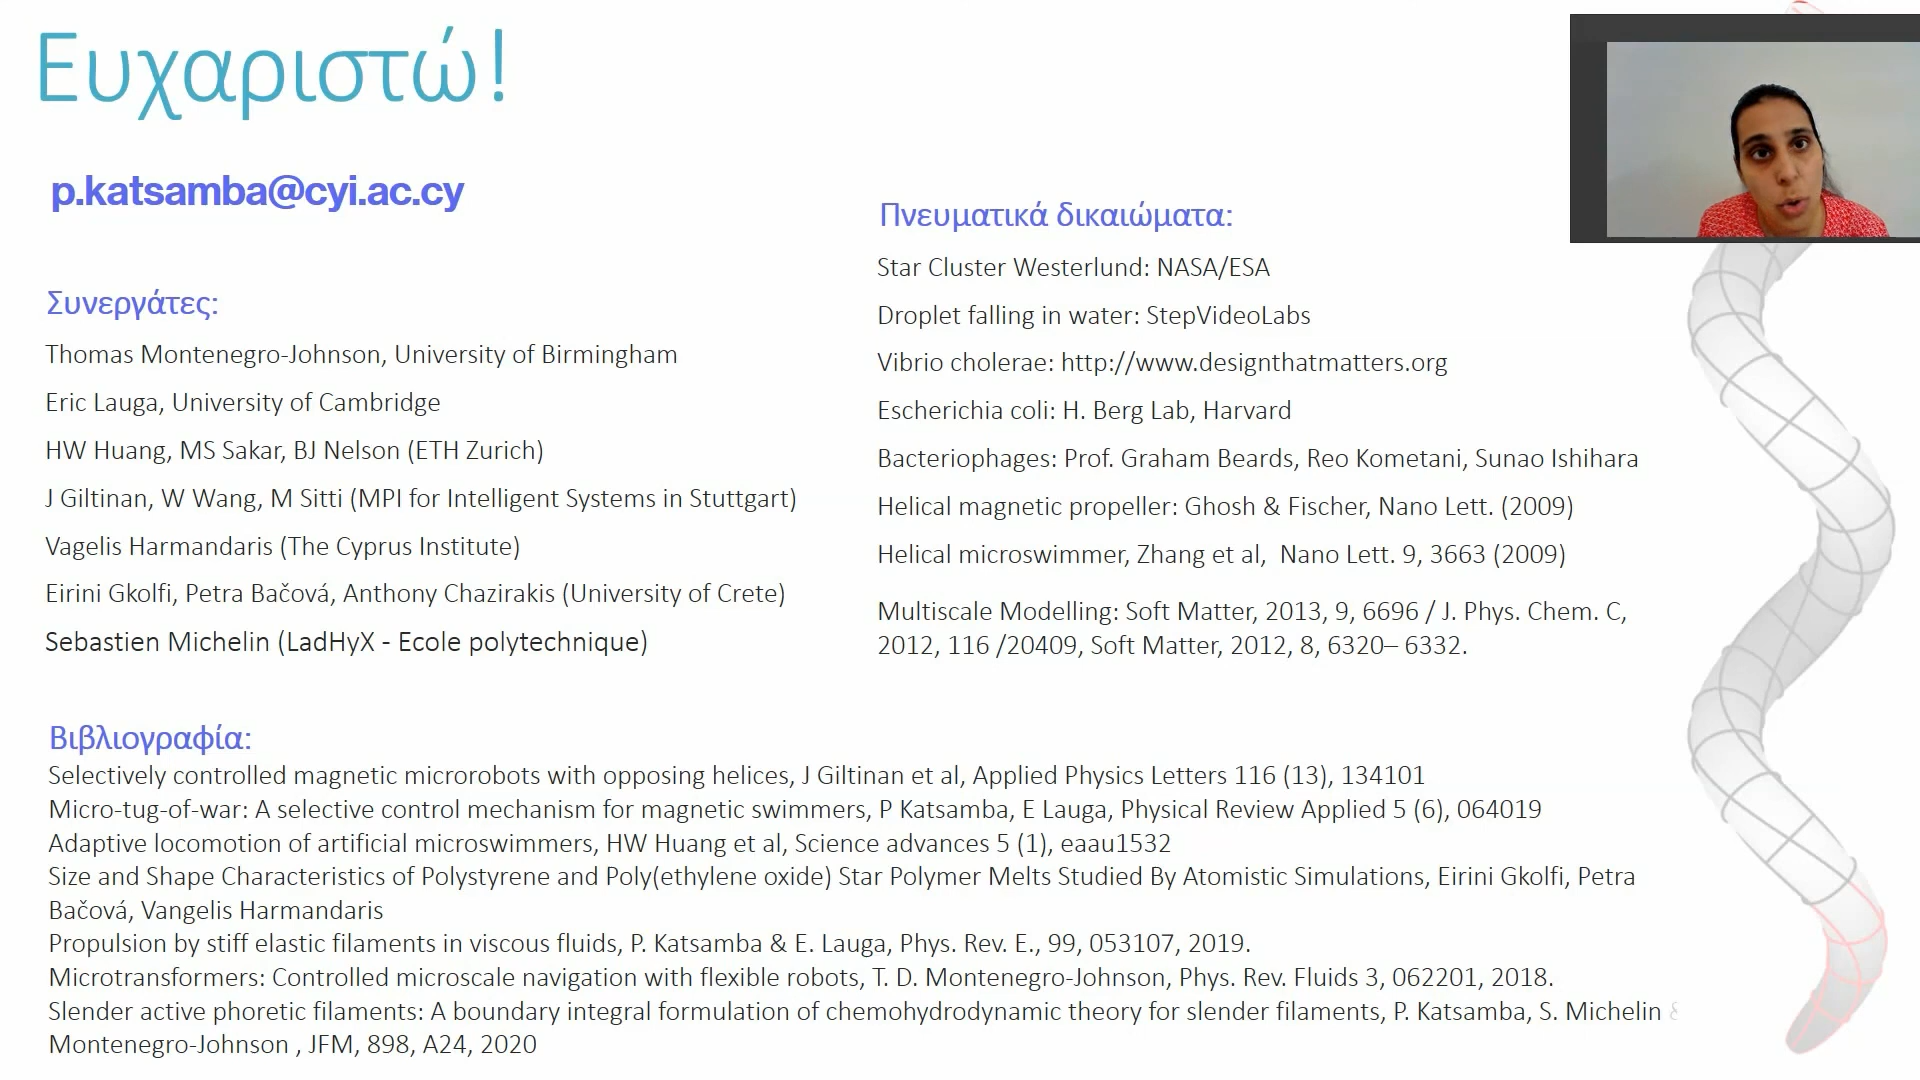 Ευχαριστώ!
p.katsamba@cyi.ac.cy
Συνεργάτες:
Thomas Montenegro-Johnson, University of Birmingham
Eric Lauga, University of Cambridge
HW Huang, MS Sakar, BJ Nelson (ETH Zurich)
J Giltinan, W Wang, M Sitti (MPI for Intelligent Systems in Stuttgart)
Vagelis Harmandaris (The Cyprus Institute)
Eirini Gkolfi, Petra Bačová, Anthony Chazirakis (University of Crete)
Sebastien Michelin (LadHyX - Ecole polytechnique)
Πνευματικά δικαιώματα:
Star Cluster Westerlund: NASA/ESA
Droplet falling in water: StepVideoLabs
Vibrio cholerae: http://www.designthatmatters.org
Escherichia coli: H. Berg Lab, Harvard
Bacteriophages: Prof. Graham Beards, Reo Kometani, Sunao Ishihara
Helical magnetic propeller: Ghosh & Fischer, Nano Lett. (2009)
Helical microswimmer, Zhang et al, Nano Lett. 9, 3663 (2009)
Multiscale Modelling: Soft Matter, 2013, 9, 6696 / J. Phys. Chem. C,
2012, 116 /20409, Soft Matter, 2012, 8, 6320– 6332.
Βιβλιογραφία:
Selectively controlled magnetic microrobots with opposing helices, J Giltinan et al, Applied Physics Letters 116 (13), 134101
Micro-tug-of-war: A selective control mechanism for magnetic swimmers, P Katsamba, E Lauga, Physical Review Applied 5 (6), 064019
Adaptive locomotion of artificial microswimmers, HW Huang et al, Science advances 5 (1), eaau1532
Size and Shape Characteristics of Polystyrene and Poly(ethylene oxide) Star Polymer Melts Studied By Atomistic Simulations, Eirini Gkolfi, Petra
Bačová, Vangelis Harmandaris
Propulsion by stiff elastic filaments in viscous fluids, P. Katsamba & E. Lauga, Phys. Rev. E., 99, 053107, 2019.
Microtransformers: Controlled microscale navigation with flexible robots, T. D. Montenegro-Johnson, Phys. Rev. Fluids 3, 062201, 2018.
Slender active phoretic filaments: A boundary integral formulation of chemohydrodynamic theory for slender filaments, P. Katsamba, S. Michelin &
Montenegro-Johnson , JFM, 898, A24, 2020